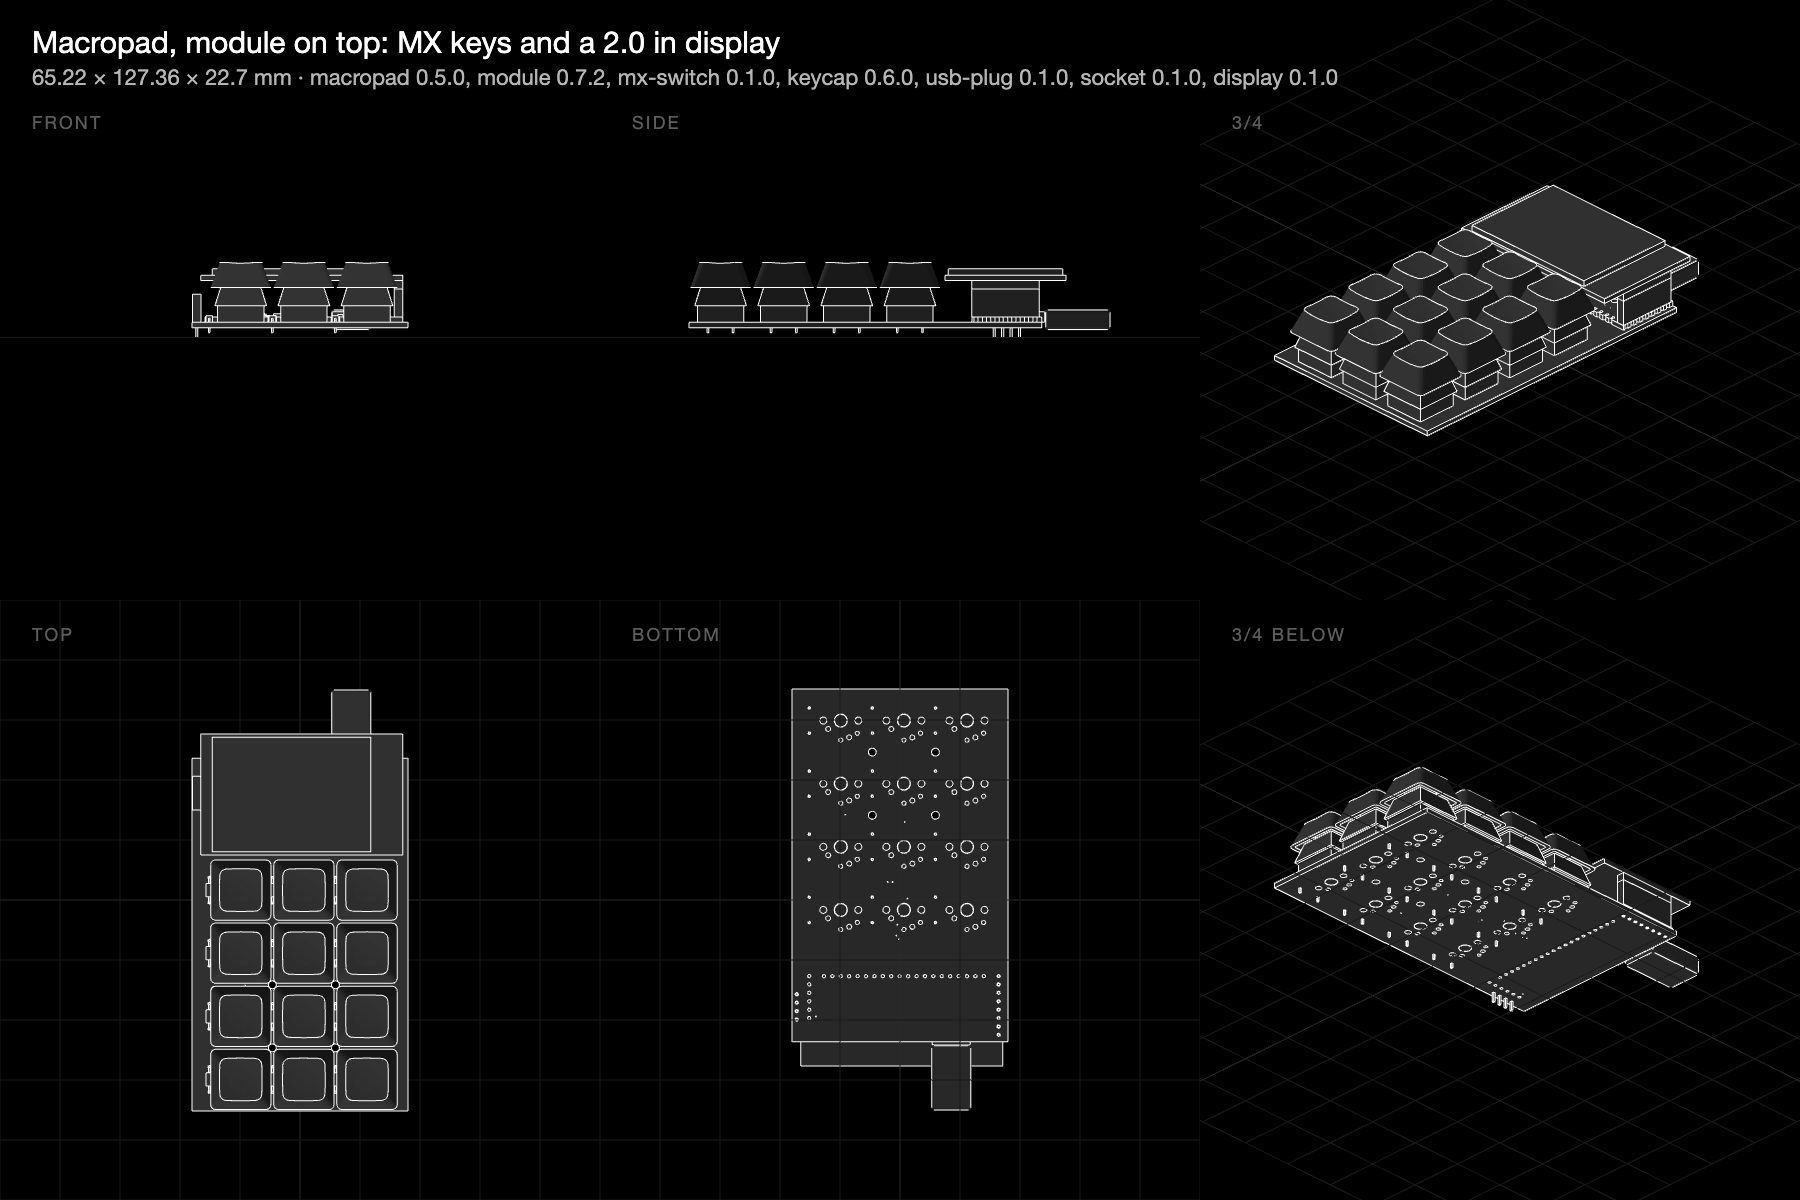 Macropad, module on top: MX keys and a 2.0 in display
65.22 × 127.36 × 22.7 mm · macropad 0.5.0, module 0.7.2, mx-switch 0.1.0, keycap 0.6.0, usb-plug 0.1.0, socket 0.1.0, display 0.1.0
FRONT
SIDE
3/4
TOP
BOTTOM
3/4 BELOW